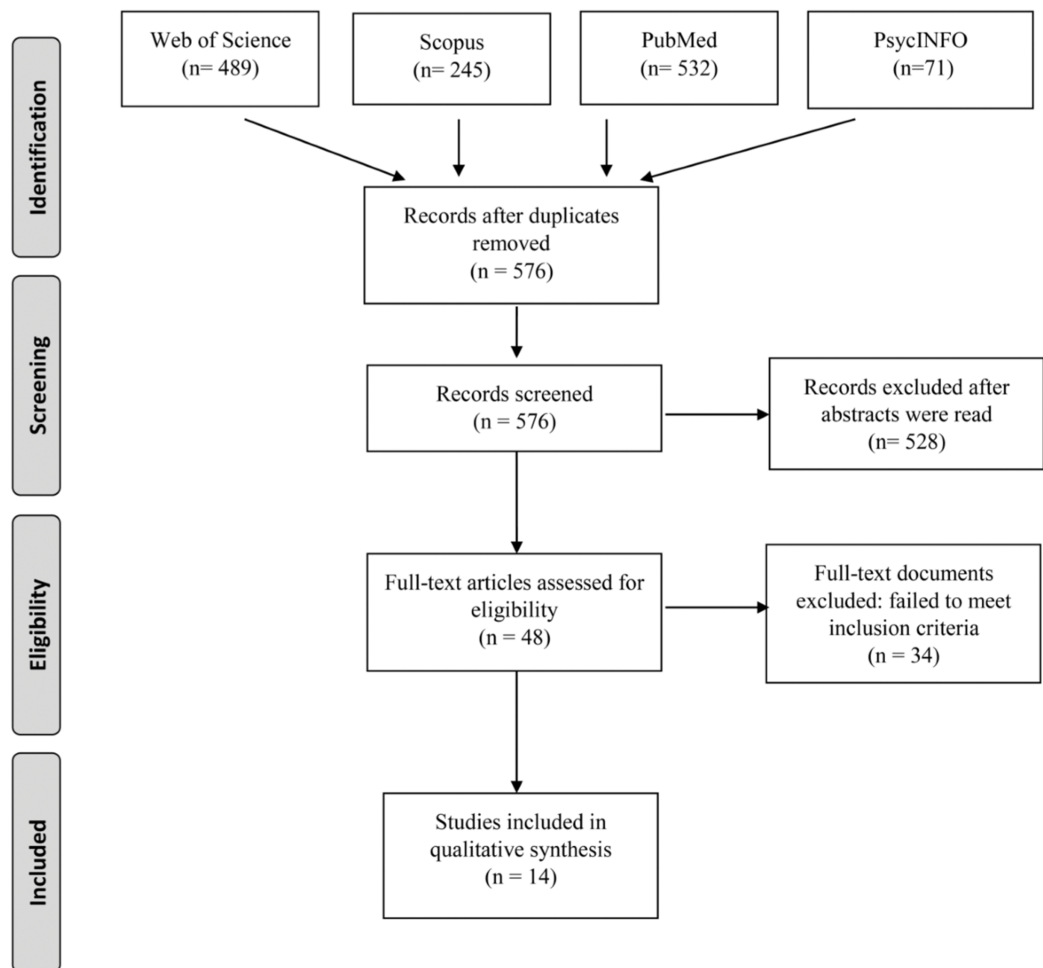 Identification
Web of Science
(n= 489)
Scopus
(n= 245)
PubMed
(n= 532)
PsycINFO
(n=71)
Records after duplicates
removed
(n = 576)
Screening
Records screened
(n = 576)
Records excluded after
abstracts were read
(n= 528)
Eligibility
Full-text articles assessed for
eligibility
(n = 48)
Full-text documents
excluded: failed to meet
inclusion criteria
(n = 34)
Included
Studies included in
qualitative synthesis
(n = 14)